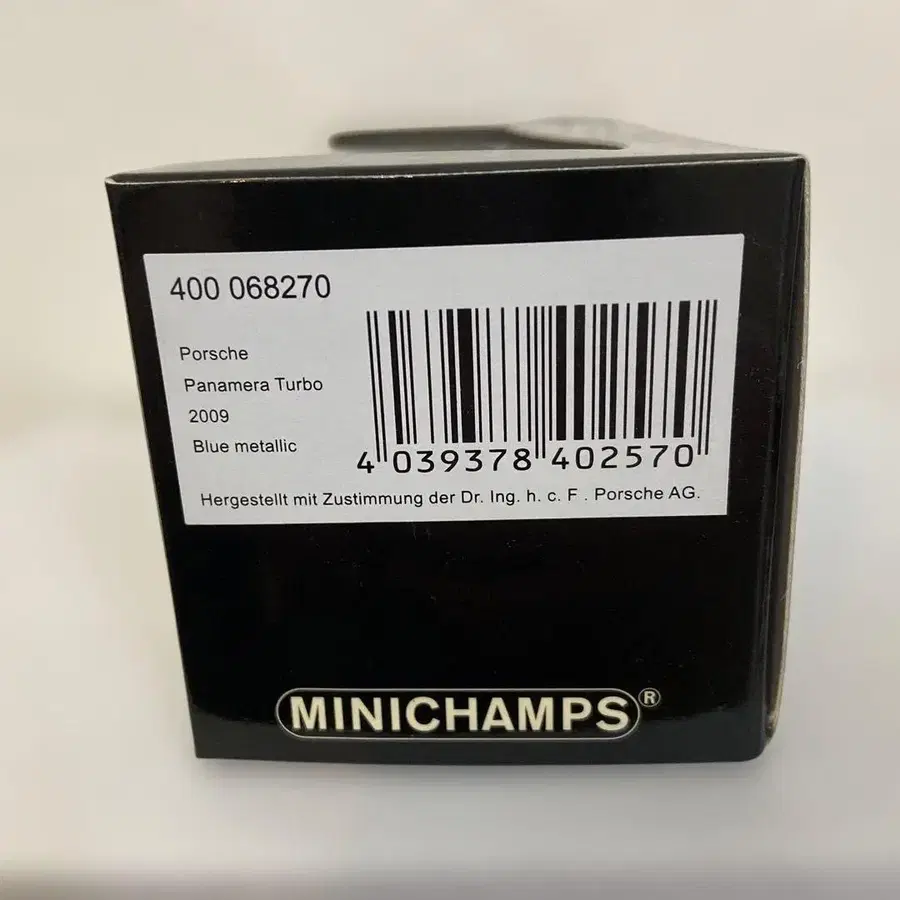 400 068270
Porsche
Panamera Turbo
2009
Blue metallic
4 039378 402570
Hergestellt mit Zustimmung der Dr. Ing. h. c. F . Porsche AG.
MINICHAMPS®